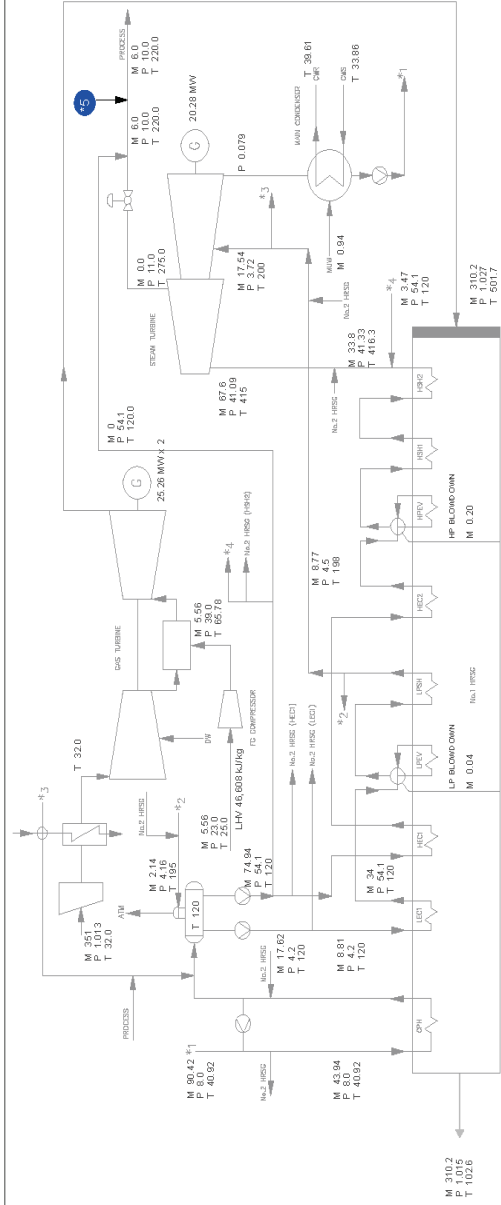 *3
T 32.0
GAS TURBINE
G
25.26 MW x 2
M 0
P 54.1
T 120.0
*5
PROCESS
M 6.0
P 10.0
T 220.0
M 6.0
P 10.0
T 220.0
M 351
P 1.013
T 32.0
ATM
No.2 HRSG
M 2.14
P 4.16
T 195
*2
DW
M 5.56
P 39.0
T 65.78
FG COMPRESSOR
LHV 46,608 kJ/kg
M 5.56
P 23.0
T 25.0
STEAM TURBINE
M 0.0
P 11.0
T 275.0
G
20.28 MW
P 0.079
PROCESS
T 120
M 74.94
P 54.1
T 120
*4
No.2 HRSG (HSH2)
M 67.6
P 41.09
T 415
M 17.54
P 3.72
T 200
*3
MAIN CONDENSER
T 39.61
CWR
CWS
T 33.86
MUW
M 0.94
*1
M 90.42
P 8.0
T 40.92
*1
No.2 HRSG
M 17.62
P 4.2
T 120
No.2 HRSG
No.2 HRSG (HEC1)
No.2 HRSG (LEC1)
M 8.77
P 4.5
T 198
*2
No.2 HRSG
No.2 HRSG
M 33.8
P 41.33
T 416.3
*4
M 3.47
P 54.1
T 120
M 43.94
P 8.0
T 40.92
M 8.81
P 4.2
T 120
M 34
P 54.1
T 120
LP BLOWDOWN
M 0.04
HP BLOWDOWN
M 0.20
M 310.2
P 1.027
T 501.7
CPH
LEC1
HEC1
LPEV
LPSH
HEC2
HPEV
HSH1
HSH2
No.1 HRSG
M 310.2
P 1.015
T 102.6